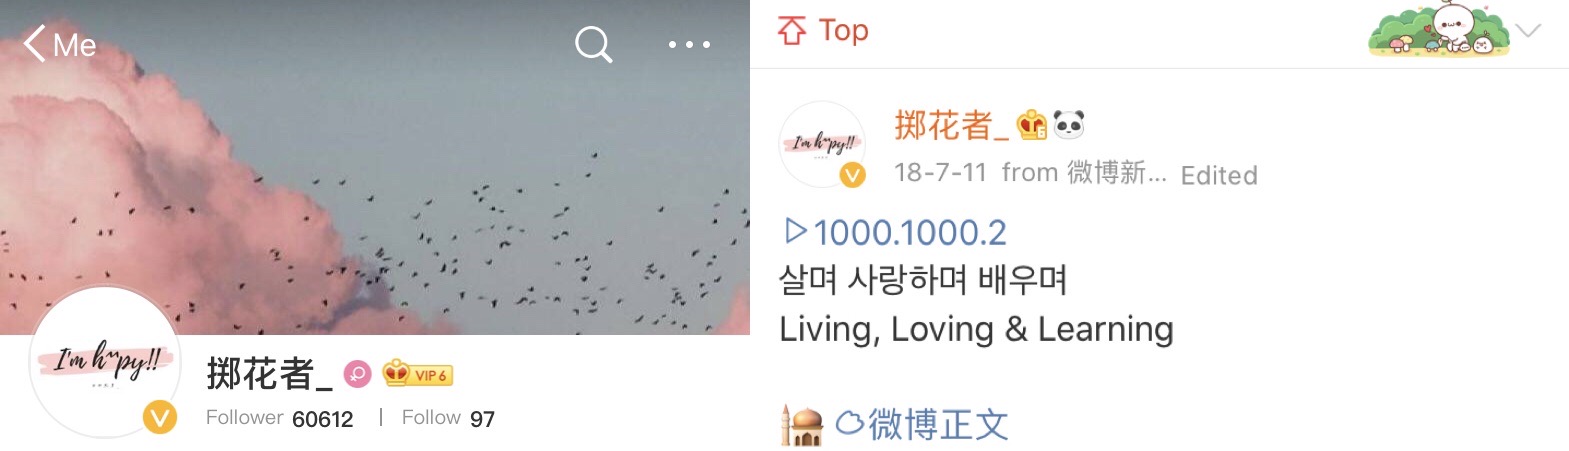 Me
I'm h^^py!!
掷花者_ VIP 6
Follower 60612 | Follow 97
Top
I'm h^^py!!
掷花者_ 6
18-7-11 from 微博新... Edited
1000.1000.2
살며 사랑하며 배우며
Living, Loving & Learning
微博正文